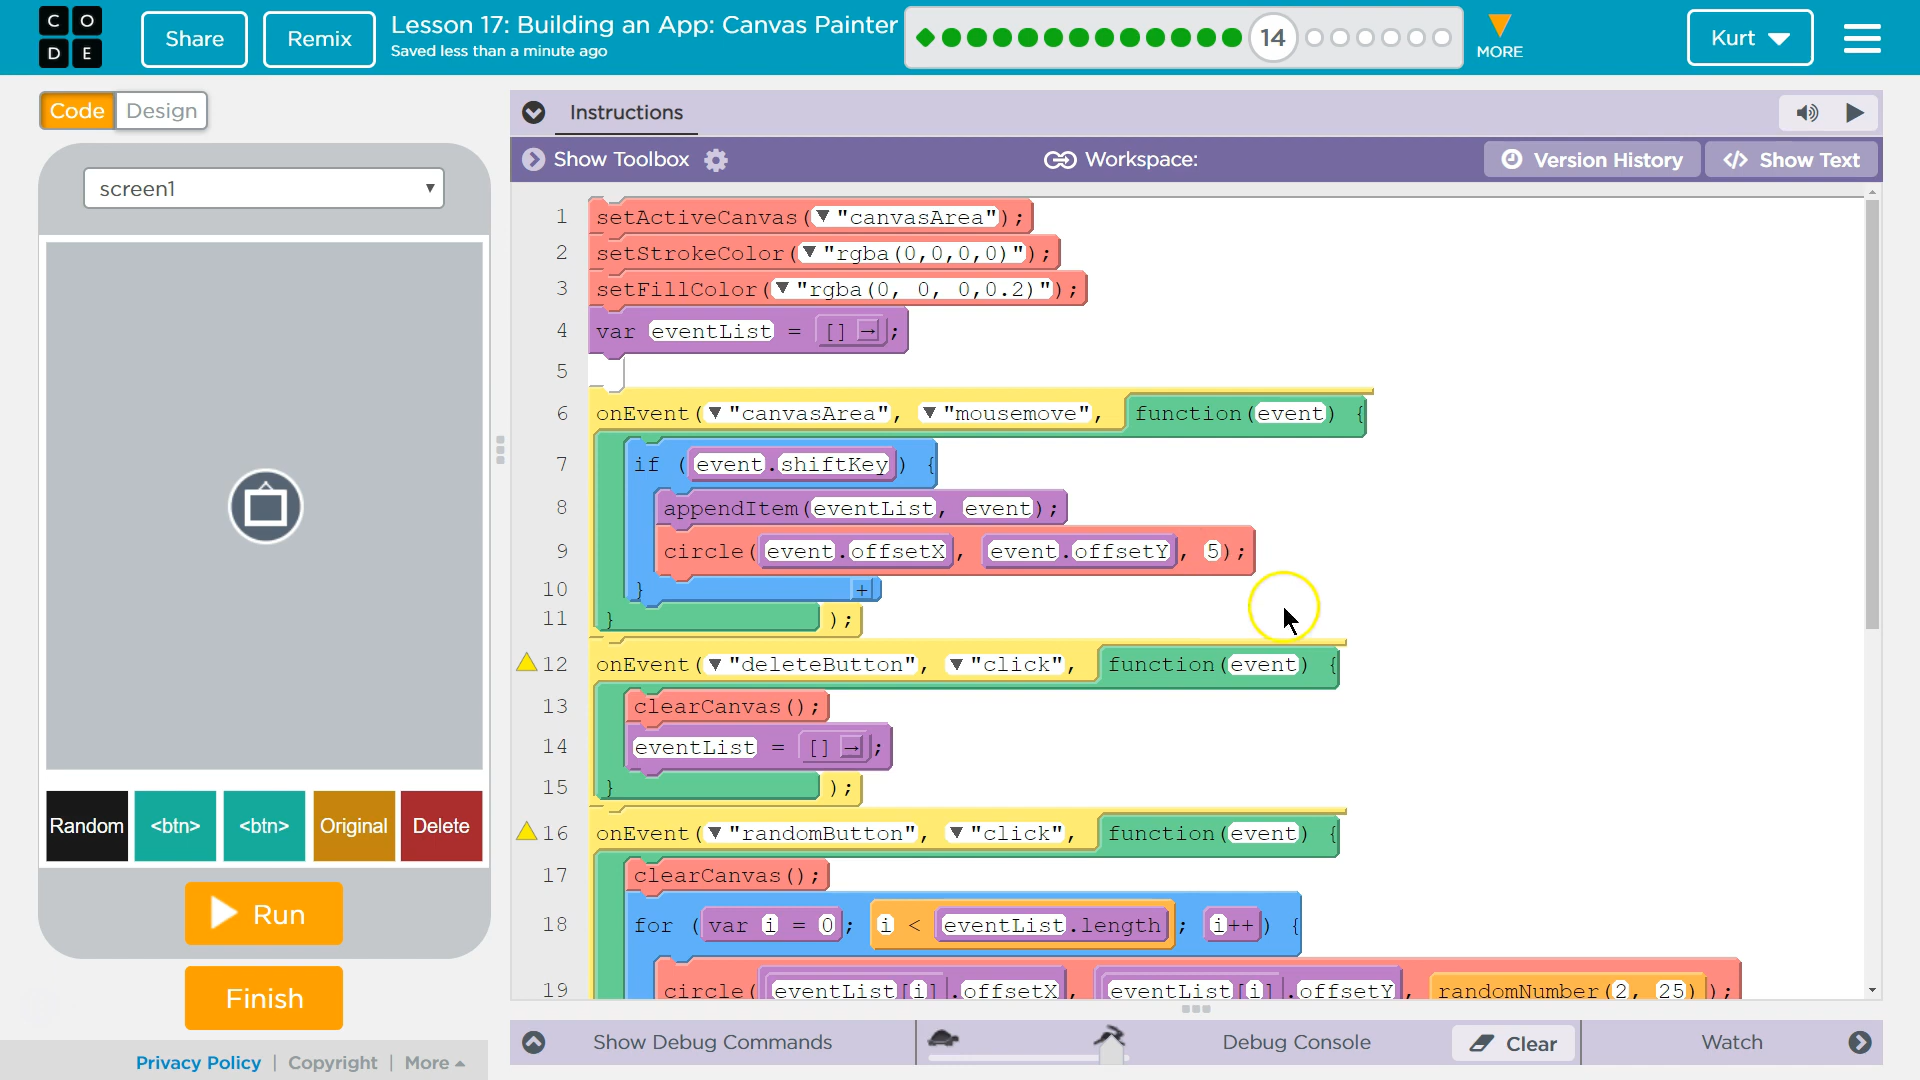 C O
D E
Share
Remix
Lesson 17: Building an App: Canvas Painter
Saved less than a minute ago
14
MORE
Kurt
Code
Design
Instructions
Show Toolbox
Workspace:
Version History
</> Show Text
screen1
1 setActiveCanvas("canvasArea");
2 setStrokeColor("rgba(0,0,0,0)");
3 setFillColor("rgba(0, 0, 0,0.2)");
4 var eventList = [] →;
5
6 onEvent("canvasArea", "mousemove", function(event) {
7 if (event.shiftKey) {
8 appendItem(eventList, event);
9 circle(event.offsetX, event.offsetY, 5);
10 } +
11 } );
12 onEvent("deleteButton", "click", function(event) {
13 clearCanvas();
14 eventList = [] →;
15 } );
16 onEvent("randomButton", "click", function(event) {
17 clearCanvas();
18 for (var i = 0; i < eventList.length; i++) {
19 circle(eventList[i].offsetX, eventList[i].offsetY, randomNumber(2, 25));
Random
<btn>
<btn>
Original
Delete
Run
Finish
Privacy Policy | Copyright | More
Show Debug Commands
Debug Console
Clear
Watch